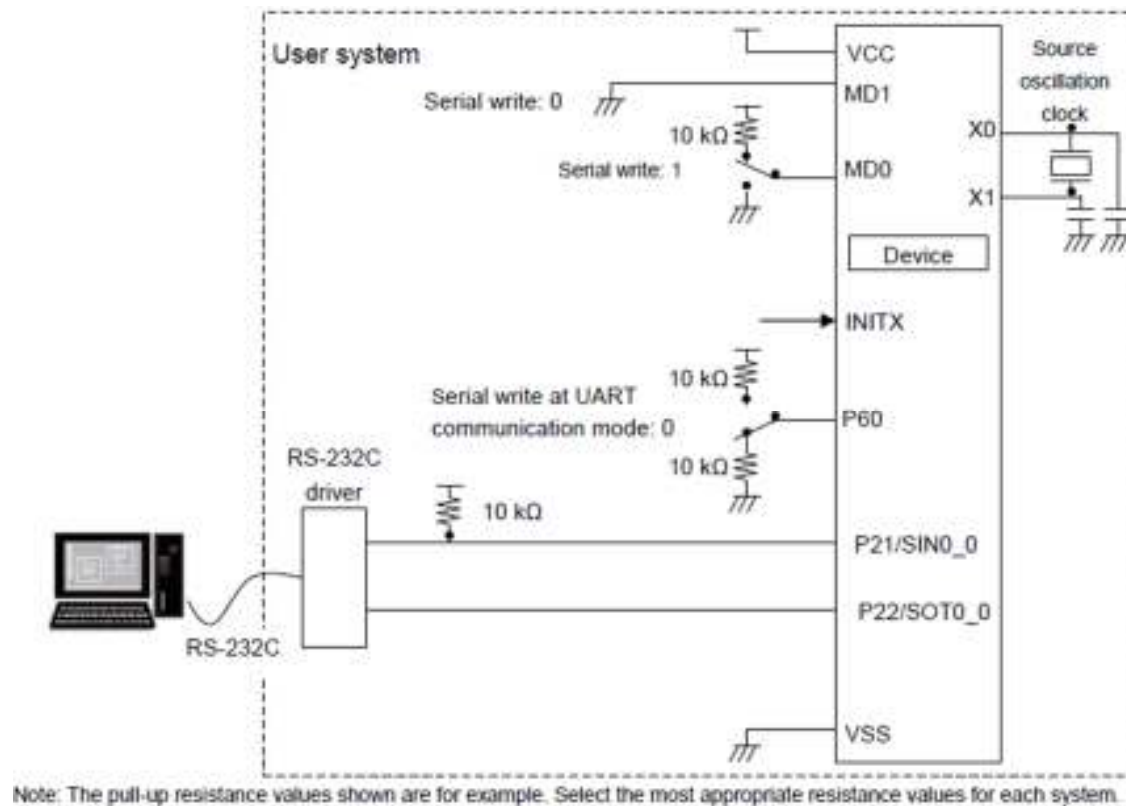 User system
VCC
Source
oscillation
clock
Serial write: 0
MD1
10 kΩ
X0
Serial write: 1
MD0
X1
Device
INITX
10 kΩ
Serial write at UART
communication mode: 0
P60
10 kΩ
RS-232C
driver
10 kΩ
P21/SIN0_0
P22/SOT0_0
RS-232C
VSS
Note: The pull-up resistance values shown are for example. Select the most appropriate resistance values for each system.